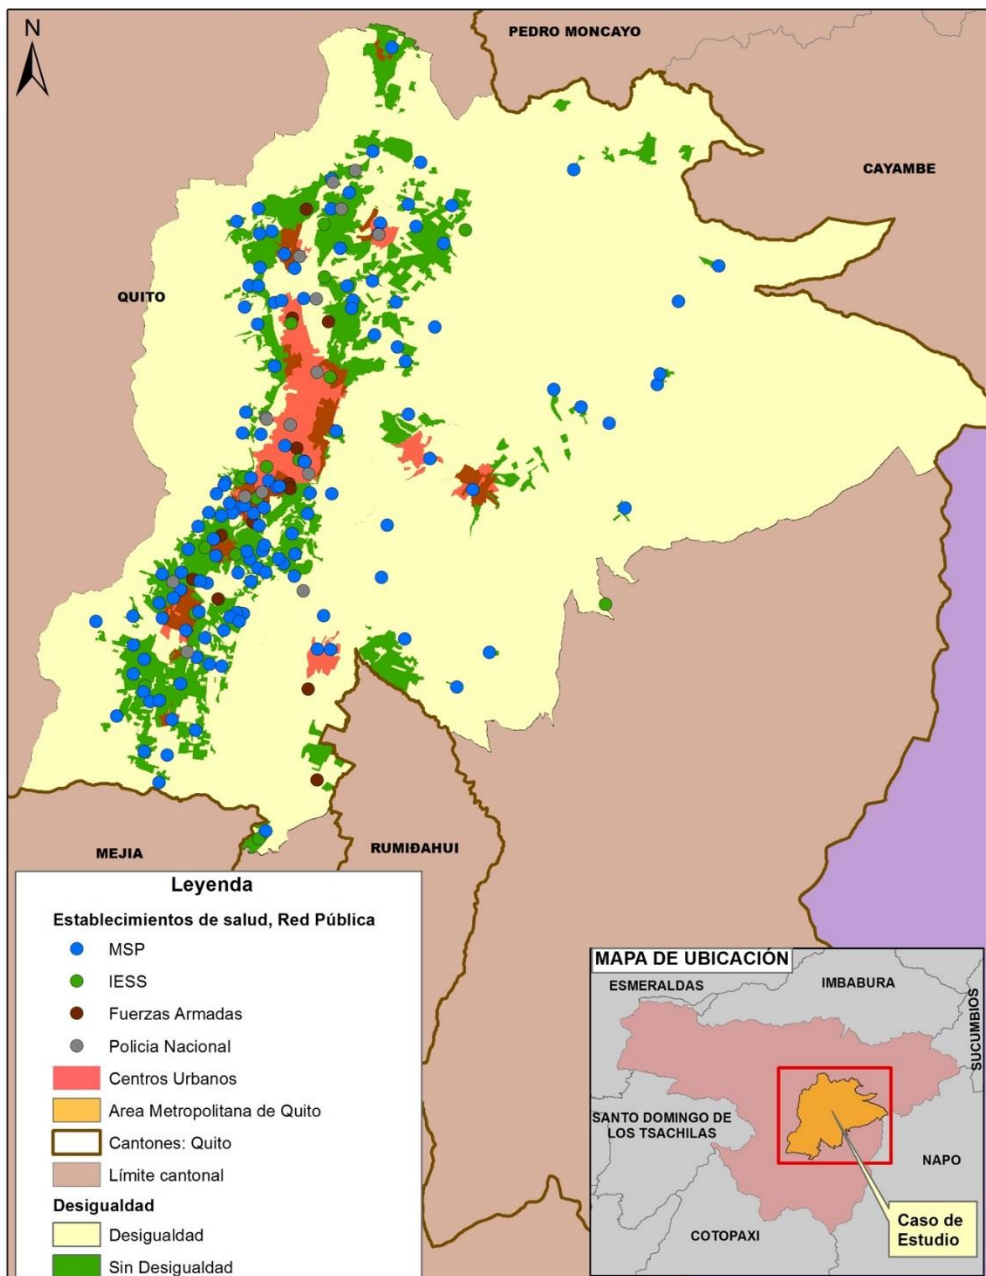 N
PEDRO MONCAYO
CAYAMBE
QUITO
MEJIA
RUMIÐAHUI
Leyenda
Establecimientos de salud, Red Pública
MSP
IESS
Fuerzas Armadas
Policia Nacional
Centros Urbanos
Area Metropolitana de Quito
Cantones: Quito
Límite cantonal
Desigualdad
Desigualdad
Sin Desigualdad
MAPA DE UBICACIÓN
ESMERALDAS
IMBABURA
SUCUMBIOS
SANTO DOMINGO DE
LOS TSACHILAS
NAPO
COTOPAXI
Caso de
Estudio